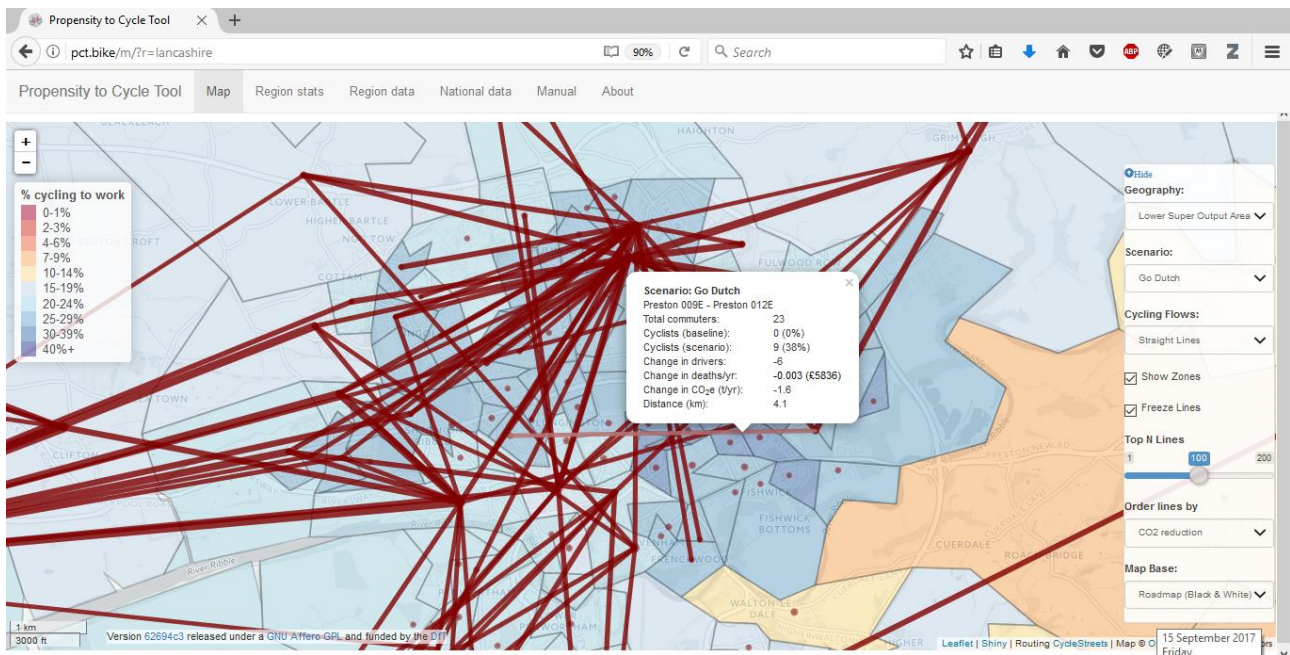 Propensity to Cycle Tool
pct.bike/m/?r=lancashire
90%
Search
ABP
Z
Propensity to Cycle Tool Map Region stats Region data National data Manual About
+
−
% cycling to work
0-1%
2-3%
4-6%
7-9%
10-14%
15-19%
20-24%
25-29%
30-39%
40%+
HAIGHTON
LOWER BARTLE
COTTAM
FULWOOD ROW
CLIFTON
FISHWICK
FISHWICK
BOTTOMS
FRENCHWOOD
CUERDALE
WALTON-LE-
DALE
River Ribble
Scenario: Go Dutch
Preston 009E - Preston 012E
Total commuters: 23
Cyclists (baseline): 0 (0%)
Cyclists (scenario): 9 (38%)
Change in drivers: -6
Change in deaths/yr: -0.003 (£5836)
Change in CO2e (t/yr): -1.6
Distance (km): 4.1
Hide
Geography:
Lower Super Output Area
Scenario:
Go Dutch
Cycling Flows:
Straight Lines
Show Zones
Freeze Lines
Top N Lines
1 100 200
Order lines by
CO2 reduction
Map Base:
Roadmap (Black & White)
1 km
3000 ft
Version 62694c3 released under a GNU Affero GPL and funded by the DfT
Leaflet | Shiny | Routing CycleStreets | Map ©
15 September 2017
Friday